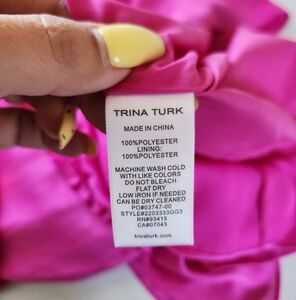 TRINA TURK
MADE IN CHINA
100%POLYESTER
LINING:
100%POLYESTER
MACHINE WASH COLD
WITH LIKE COLORS
DO NOT BLEACH
FLAT DRY
LOW IRON IF NEEDED
CAN BE DRY CLEANED
PO#03747-00
STYLE#2203333GG3
RN#93415
CA#07043
trinaturk.com